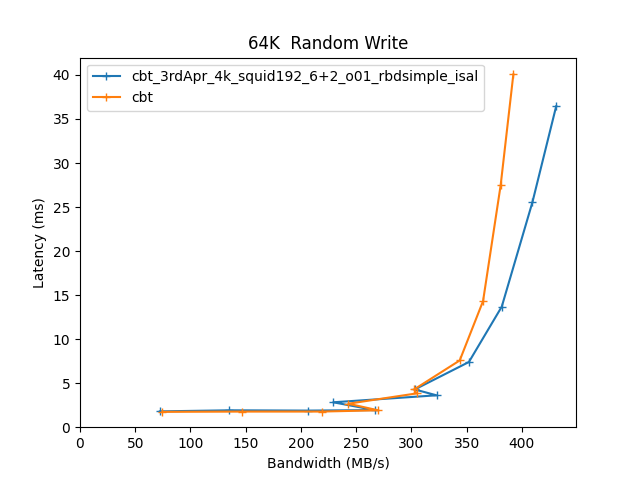 64K  Random Write
cbt_3rdApr_4k_squid192_6+2_o01_rbdsimple_isal
cbt
Latency (ms)
40
35
30
25
20
15
10
5
0
0 50 100 150 200 250 300 350 400
Bandwidth (MB/s)